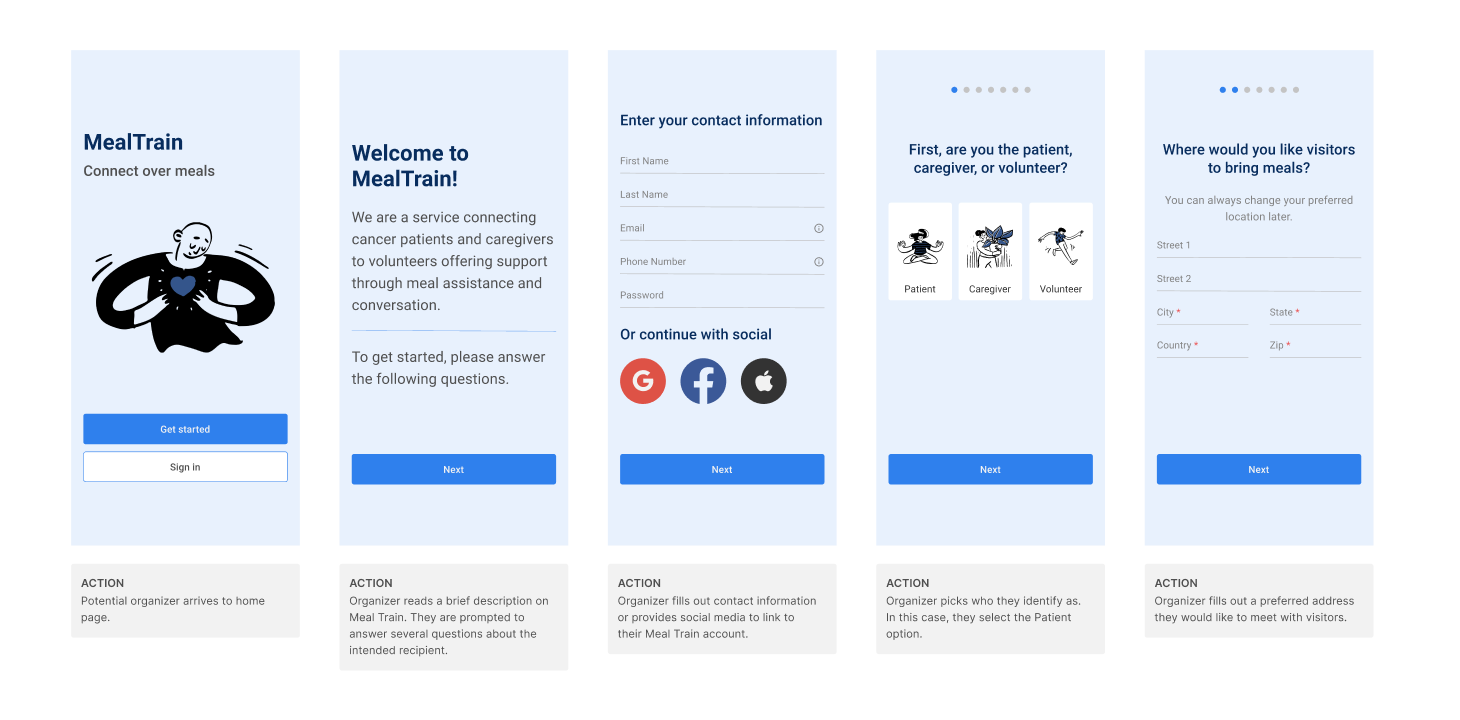 MealTrain
Connect over meals
Get started
Sign in
ACTION
Potential organizer arrives to home
page.
Welcome to
MealTrain!
We are a service connecting
cancer patients and caregivers
to volunteers offering support
through meal assistance and
conversation.
To get started, please answer
the following questions.
Next
ACTION
Organizer reads a brief description on
Meal Train. They are prompted to
answer several questions about the
intended recipient.
Enter your contact information
First Name
Last Name
Email
Phone Number
Password
Or continue with social
Next
ACTION
Organizer fills out contact information
or provides social media to link to
their Meal Train account.
First, are you the patient,
caregiver, or volunteer?
Patient
Caregiver
Volunteer
Next
ACTION
Organizer picks who they identify as.
In this case, they select the Patient
option.
Where would you like visitors
to bring meals?
You can always change your preferred
location later.
Street 1
Street 2
City *
State *
Country *
Zip *
Next
ACTION
Organizer fills out a preferred address
they would like to meet with visitors.